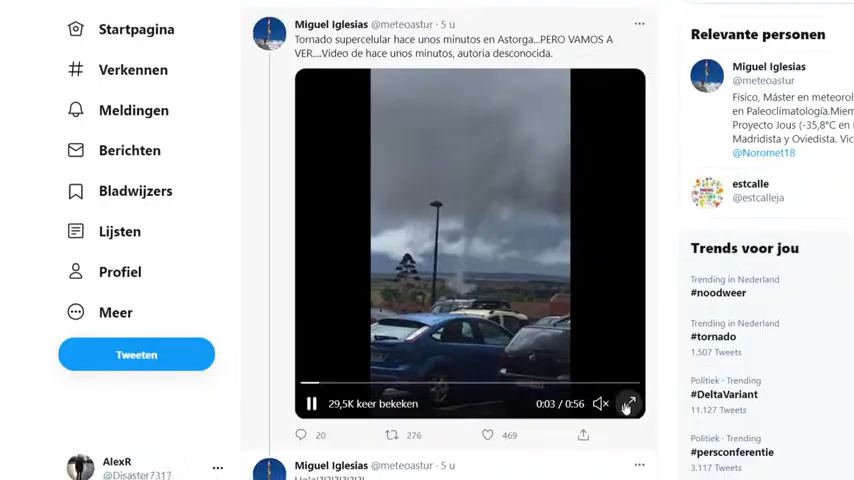 Startpagina
Verkennen
Meldingen
Berichten
Bladwijzers
Lijsten
Profiel
Meer
Tweeten
AlexR
@Disaster7317
Miguel Iglesias @meteoastur · 5 u
Tornado supercelular hace unos minutos en Astorga...PERO VAMOS A
VER....Video de hace unos minutos, autoria desconocida.
29,5K keer bekeken
0:03 / 0:56
20
276
469
Miguel Iglesias @meteoastur · 5 u
Relevante personen
Miguel Iglesias
@meteoastur
Fisico, Máster en meteorol
en Paleoclimatología.Miem
Proyecto Jous (-35,8°C en
Madridista y Oviedista. Vic
@Noromet18
estcalle
@estcalleja
Trends voor jou
Trending in Nederland
#noodweer
Trending in Nederland
#tornado
1.507 Tweets
Politiek · Trending
#DeltaVariant
11.127 Tweets
Politiek · Trending
#persconferentie
3.117 Tweets